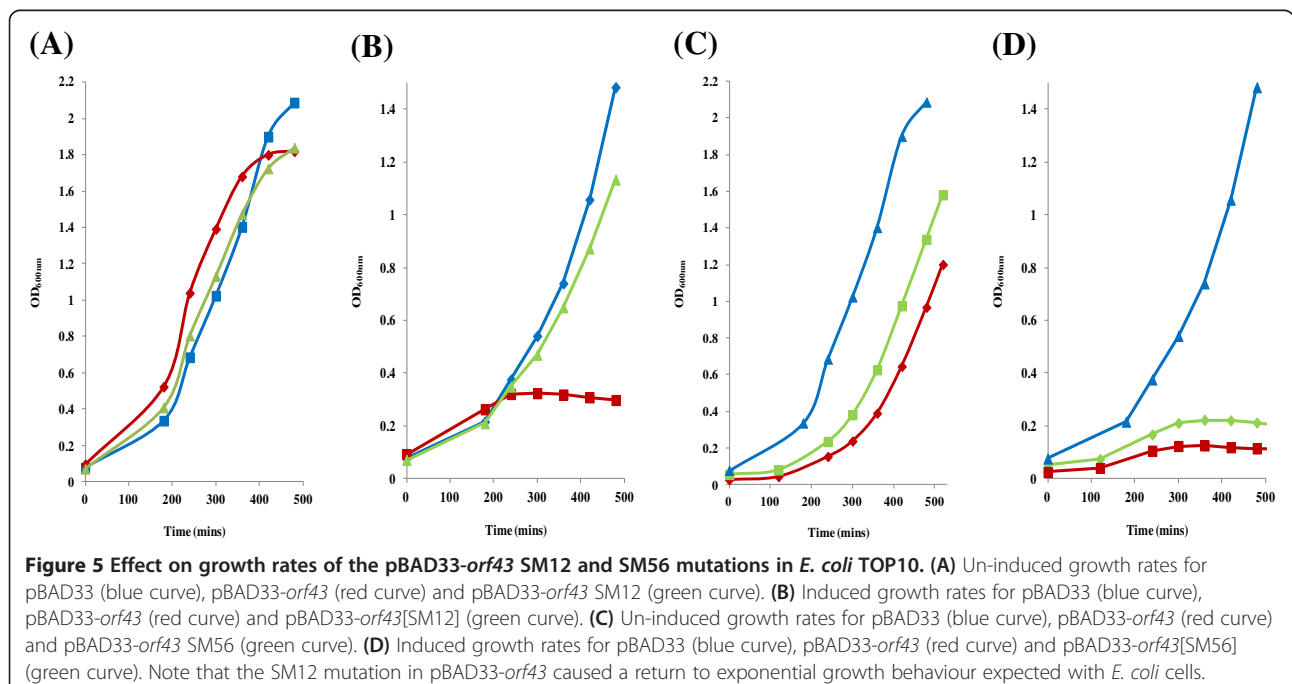 (A) (B) (C) (D)
2.2
2
1.8
1.6
1.4
1.2
1
0.8
0.6
0.4
0.2
0
OD600nm
0 100 200 300 400 500
Time (mins)
1.4
1.2
1
0.8
0.6
0.4
0.2
0
OD600nm
0 100 200 300 400 500
Time (mins)
2.2
2
1.8
1.6
1.4
1.2
1
0.8
0.6
0.4
0.2
0
OD600nm
0 100 200 300 400 500
Time (mins)
1.4
1.2
1
0.8
0.6
0.4
0.2
0
OD600nm
0 100 200 300 400 500
Time (mins)
Figure 5 Effect on growth rates of the pBAD33-orf43 SM12 and SM56 mutations in E. coli TOP10. (A) Un-induced growth rates for
pBAD33 (blue curve), pBAD33-orf43 (red curve) and pBAD33-orf43 SM12 (green curve). (B) Induced growth rates for pBAD33 (blue curve),
pBAD33-orf43 (red curve) and pBAD33-orf43[SM12] (green curve). (C) Un-induced growth rates for pBAD33 (blue curve), pBAD33-orf43 (red curve)
and pBAD33-orf43 SM56 (green curve). (D) Induced growth rates for pBAD33 (blue curve), pBAD33-orf43 (red curve) and pBAD33-orf43[SM56]
(green curve). Note that the SM12 mutation in pBAD33-orf43 caused a return to exponential growth behaviour expected with E. coli cells.